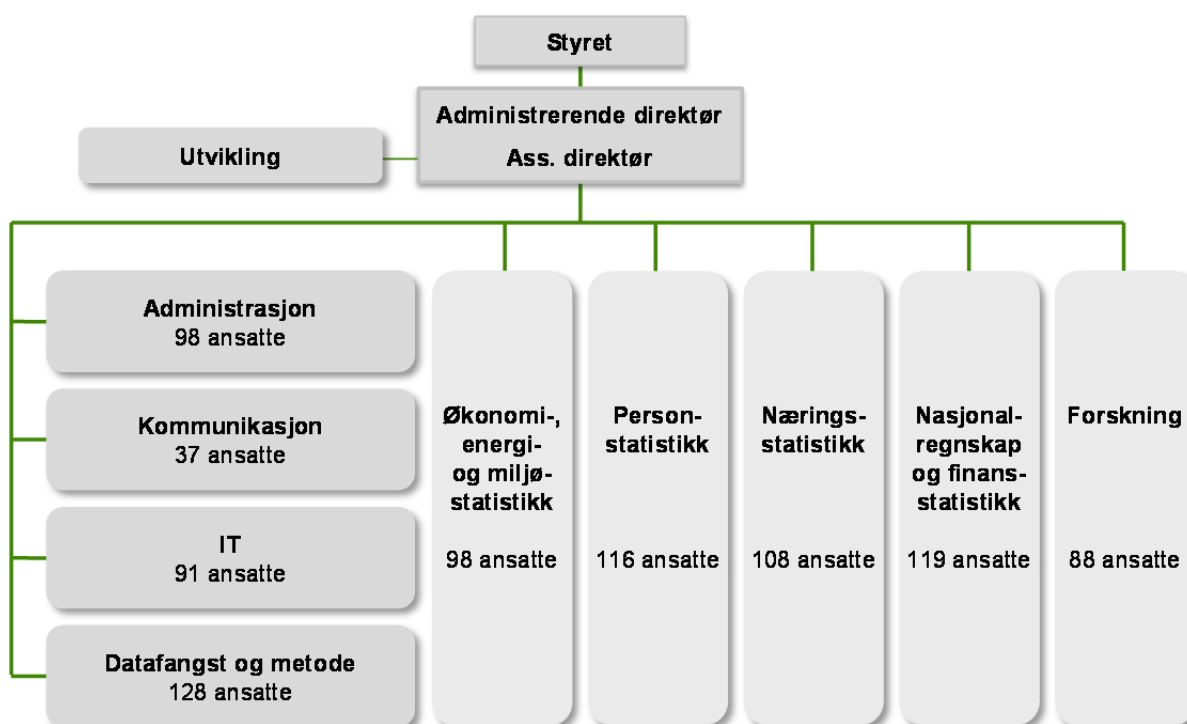 Styret
Administrerende direktør
Ass. direktør
Utvikling
Administrasjon
98 ansatte
Kommunikasjon
37 ansatte
IT
91 ansatte
Datafangst og metode
128 ansatte
Økonomi-,
energi-
og miljø-
statistikk
98 ansatte
Person-
statistikk
116 ansatte
Nærings-
statistikk
108 ansatte
Nasjonal-
regnskap
og finans-
statistikk
119 ansatte
Forskning
88 ansatte